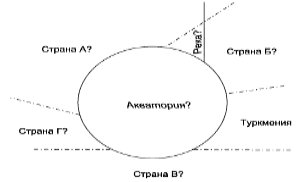 Страна А?
Река?
Страна Б?
Акватория?
Туркмения
Страна Г?
Страна В?